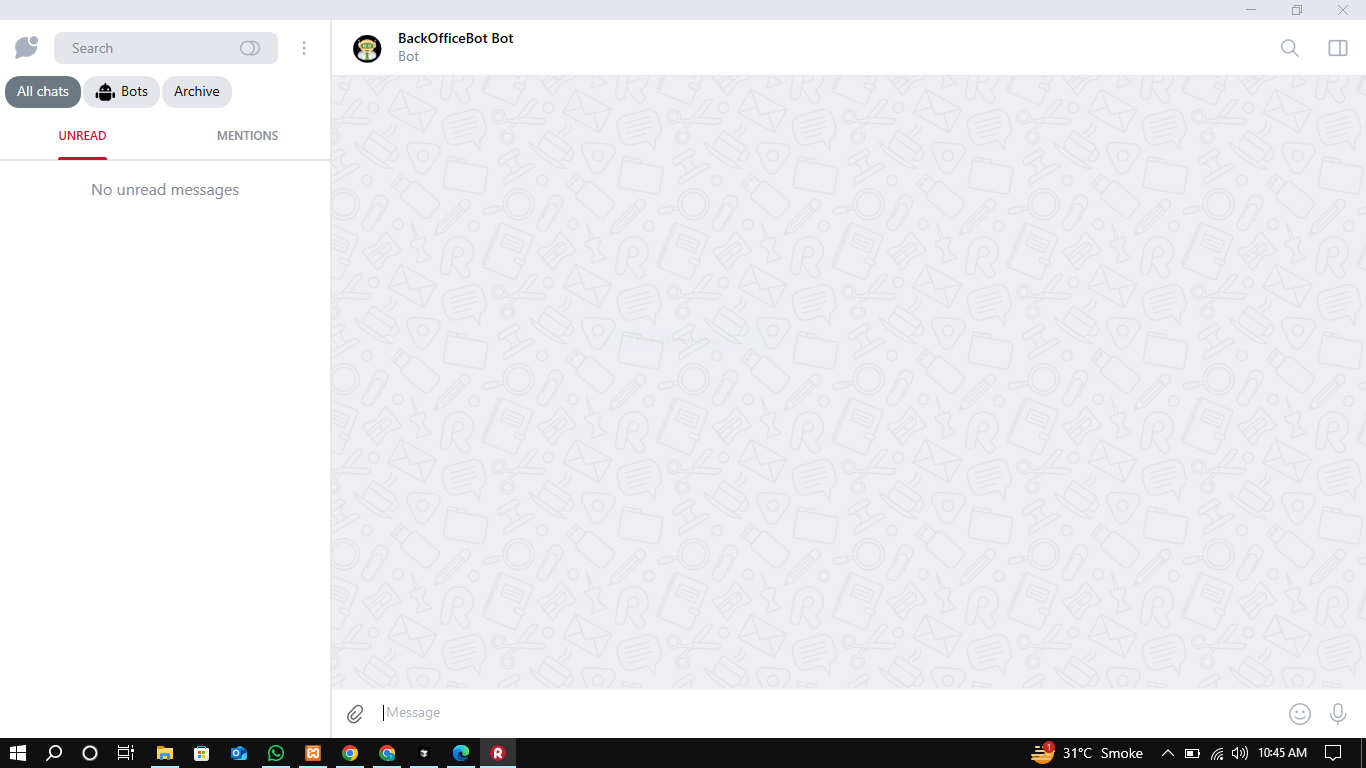 Search
BackOfficeBot Bot
Bot
All chats
Bots
Archive
UNREAD
MENTIONS
No unread messages
Message
1
31°C Smoke
10:45 AM